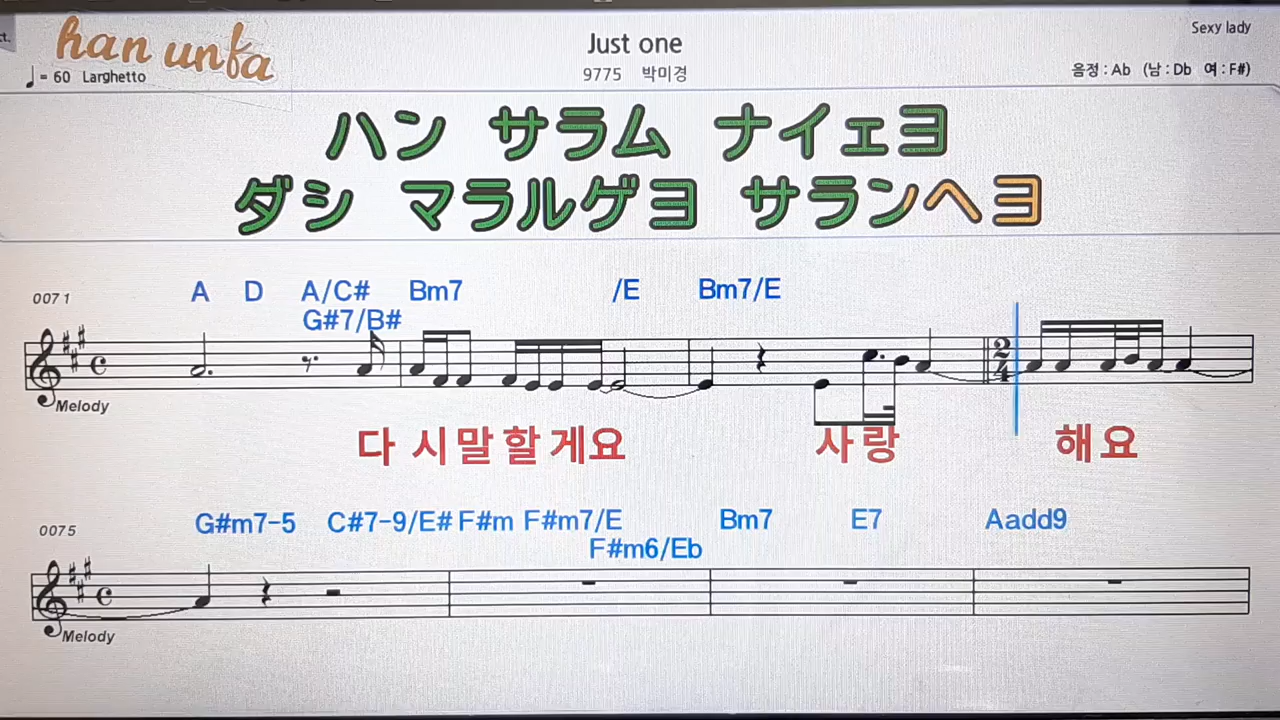 ct.
han unfa
Just one
Sexy lady
♩= 60 Larghetto
9775 박미경
음정 : Ab (남 : Db 여 : F#)
ハン サラム ナイェヨ
ダシ マラルゲヨ サランヘヨ
0071
A D A/C# Bm7 /E Bm7/E
G#7/B#
2/4
Melody
다 시 말 할 게요 사 랑 해 요
0075
G#m7-5 C#7-9/E# F#m F#m7/E Bm7 E7 Aadd9
F#m6/Eb
Melody